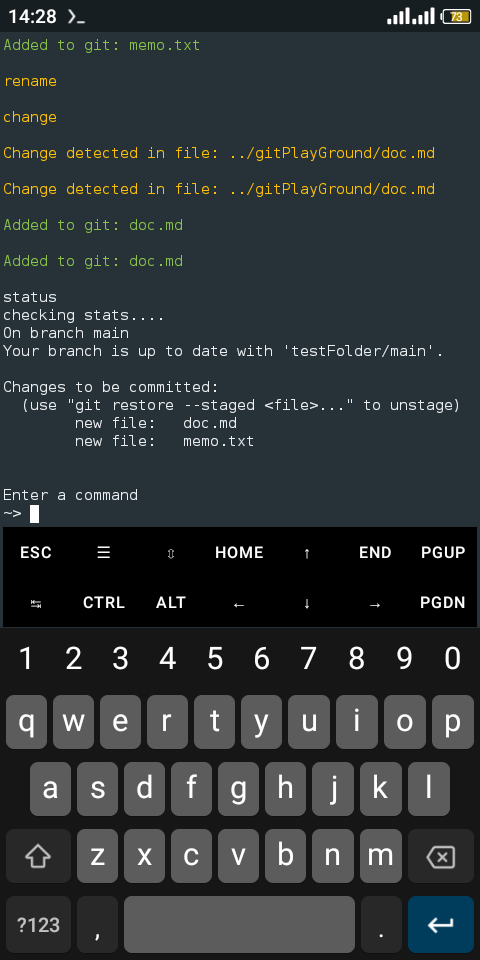 14:28
73
Added to git: memo.txt
rename
change
Change detected in file: ../gitPlayGround/doc.md
Change detected in file: ../gitPlayGround/doc.md
Added to git: doc.md
Added to git: doc.md
status
checking stats....
On branch main
Your branch is up to date with 'testFolder/main'.
Changes to be committed:
(use "git restore --staged <file>..." to unstage)
new file: doc.md
new file: memo.txt
Enter a command
~>
ESC ☰ ⇳ HOME ↑ END PGUP
↹ CTRL ALT ← ↓ → PGDN
1 2 3 4 5 6 7 8 9 0
q w e r t y u i o p
a s d f g h j k l
z x c v b n m
?123 , .